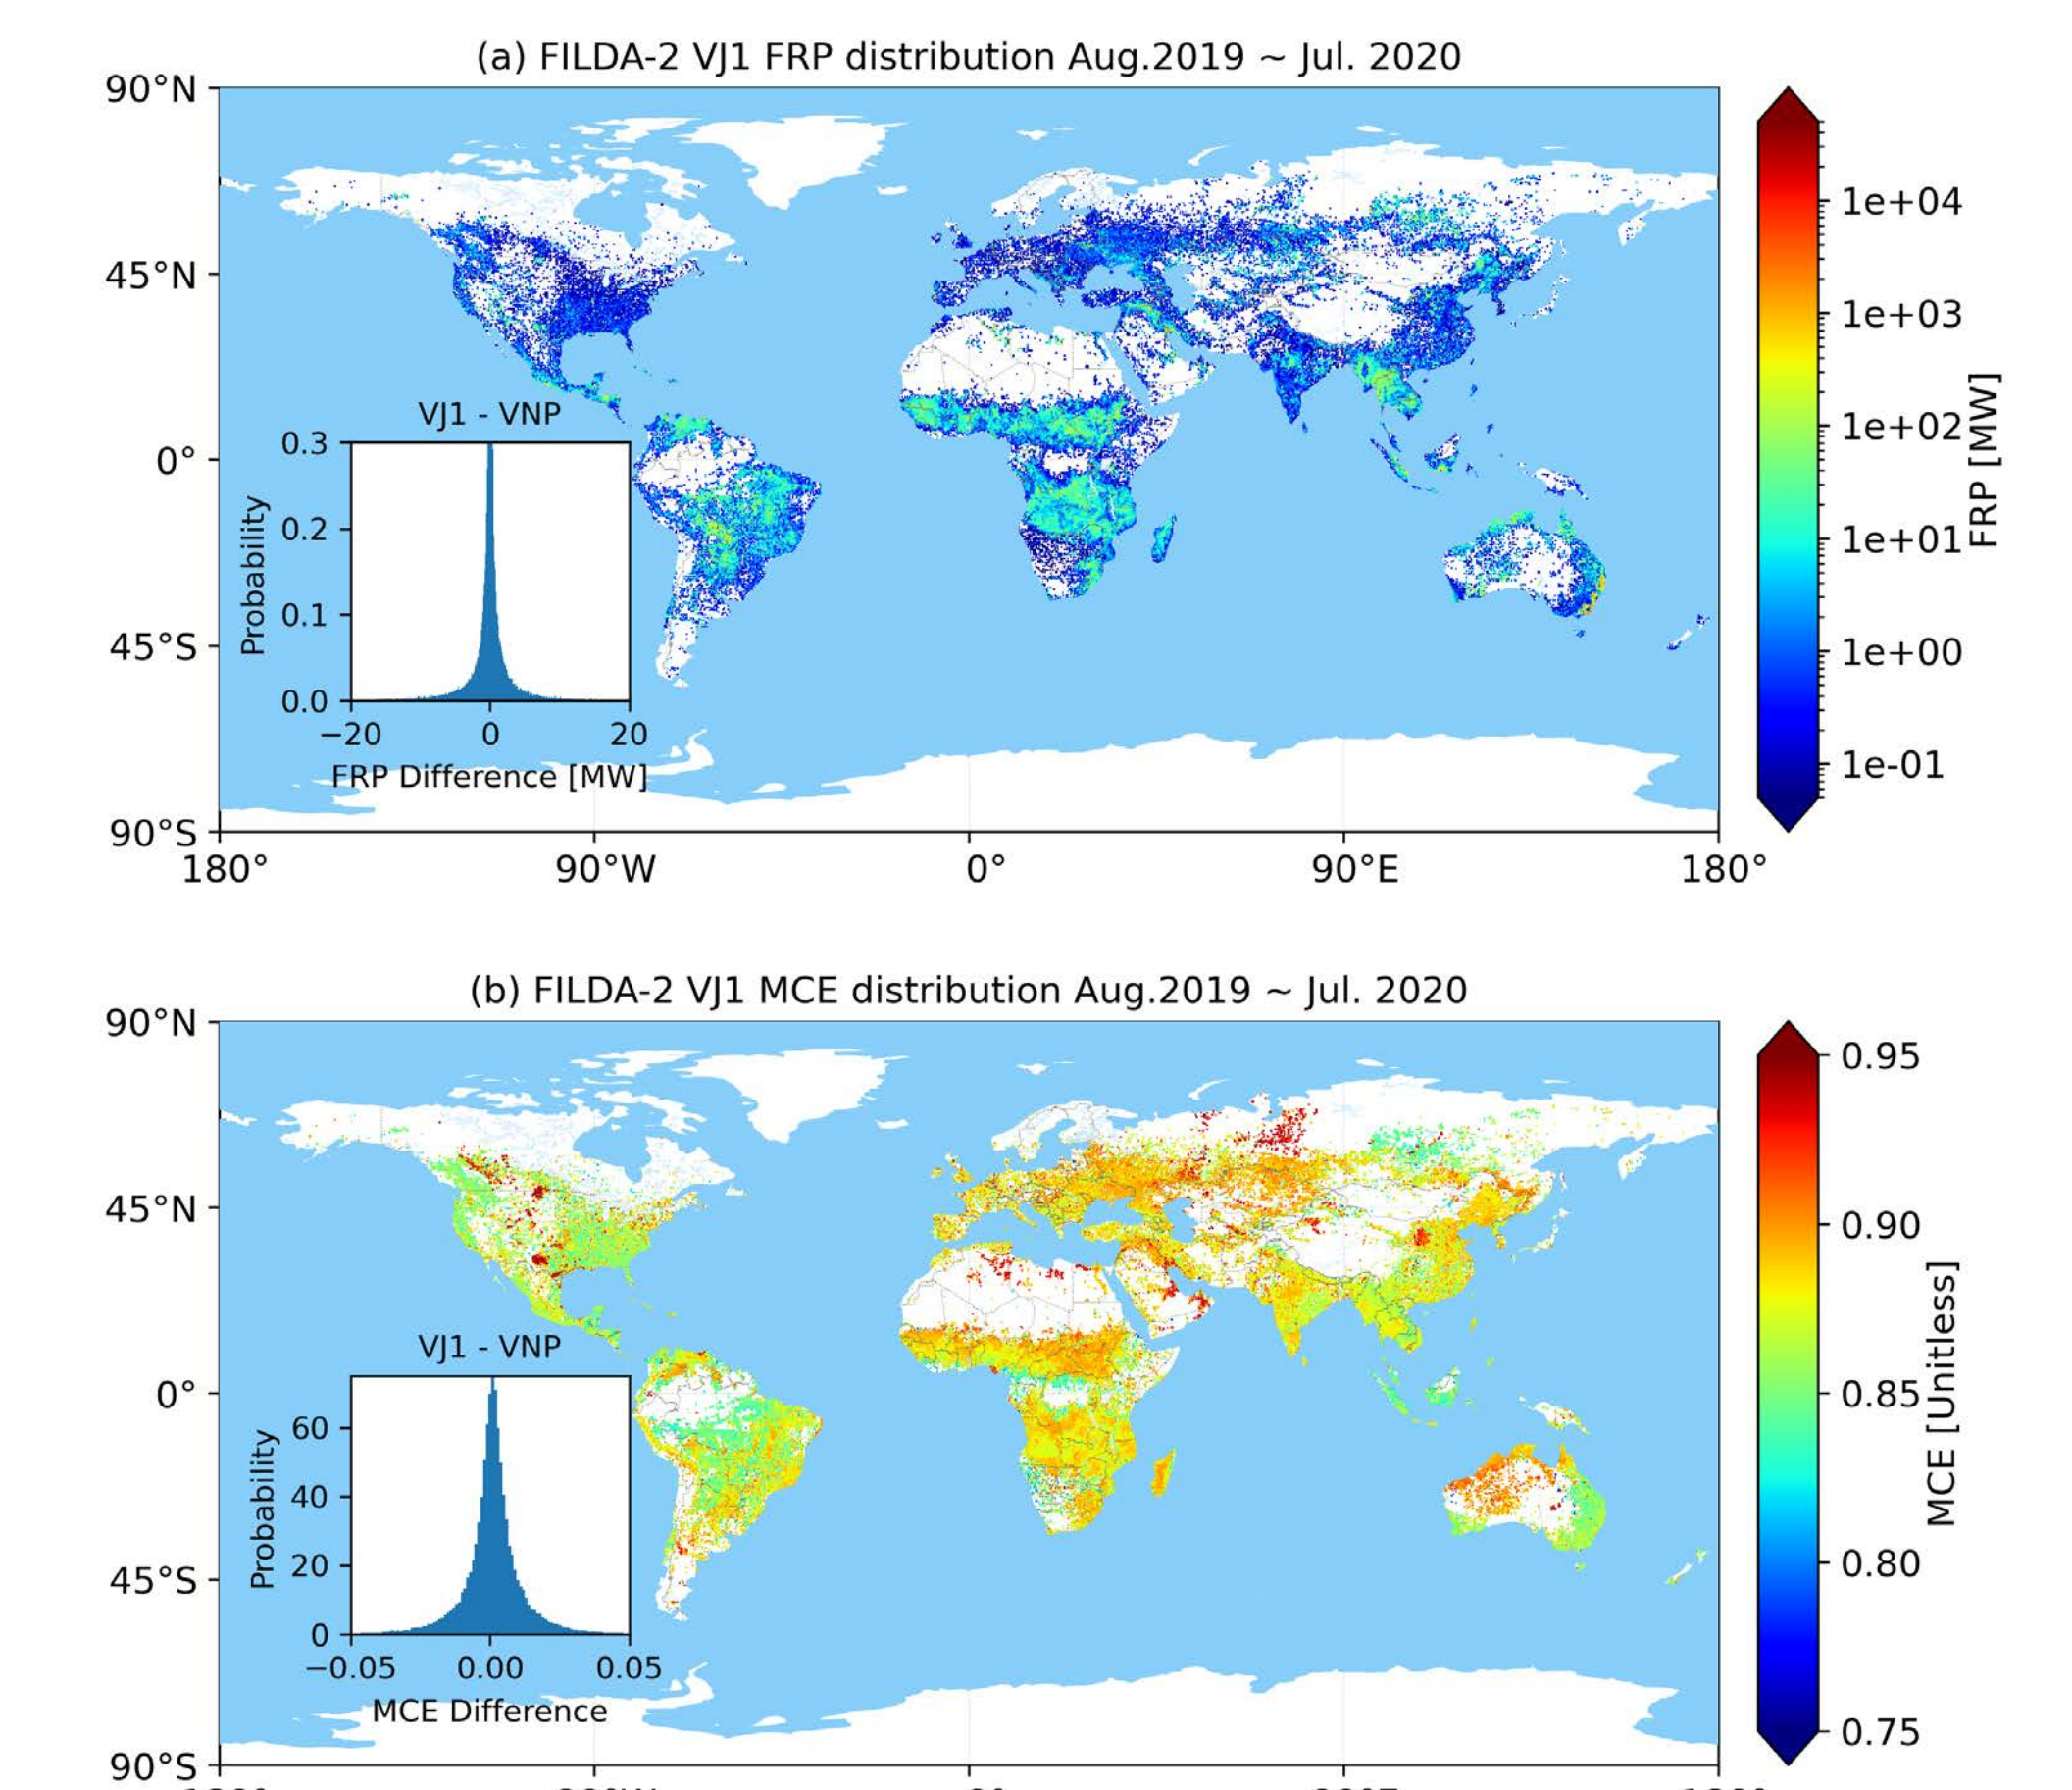 (a) FILDA-2 VJ1 FRP distribution Aug.2019 ~ Jul. 2020
90°N
45°N
0°
45°S
90°S
180°
90°W
0°
90°E
180°
VJ1 - VNP
0.3
0.2
0.1
0.0
Probability
−20
0
20
FRP Difference [MW]
1e+04
1e+03
1e+02
1e+01
1e+00
1e-01
FRP [MW]
(b) FILDA-2 VJ1 MCE distribution Aug.2019 ~ Jul. 2020
90°N
45°N
0°
45°S
90°S
VJ1 - VNP
60
40
20
0
Probability
−0.05
0.00
0.05
MCE Difference
0.95
0.90
0.85
0.80
0.75
MCE [Unitless]